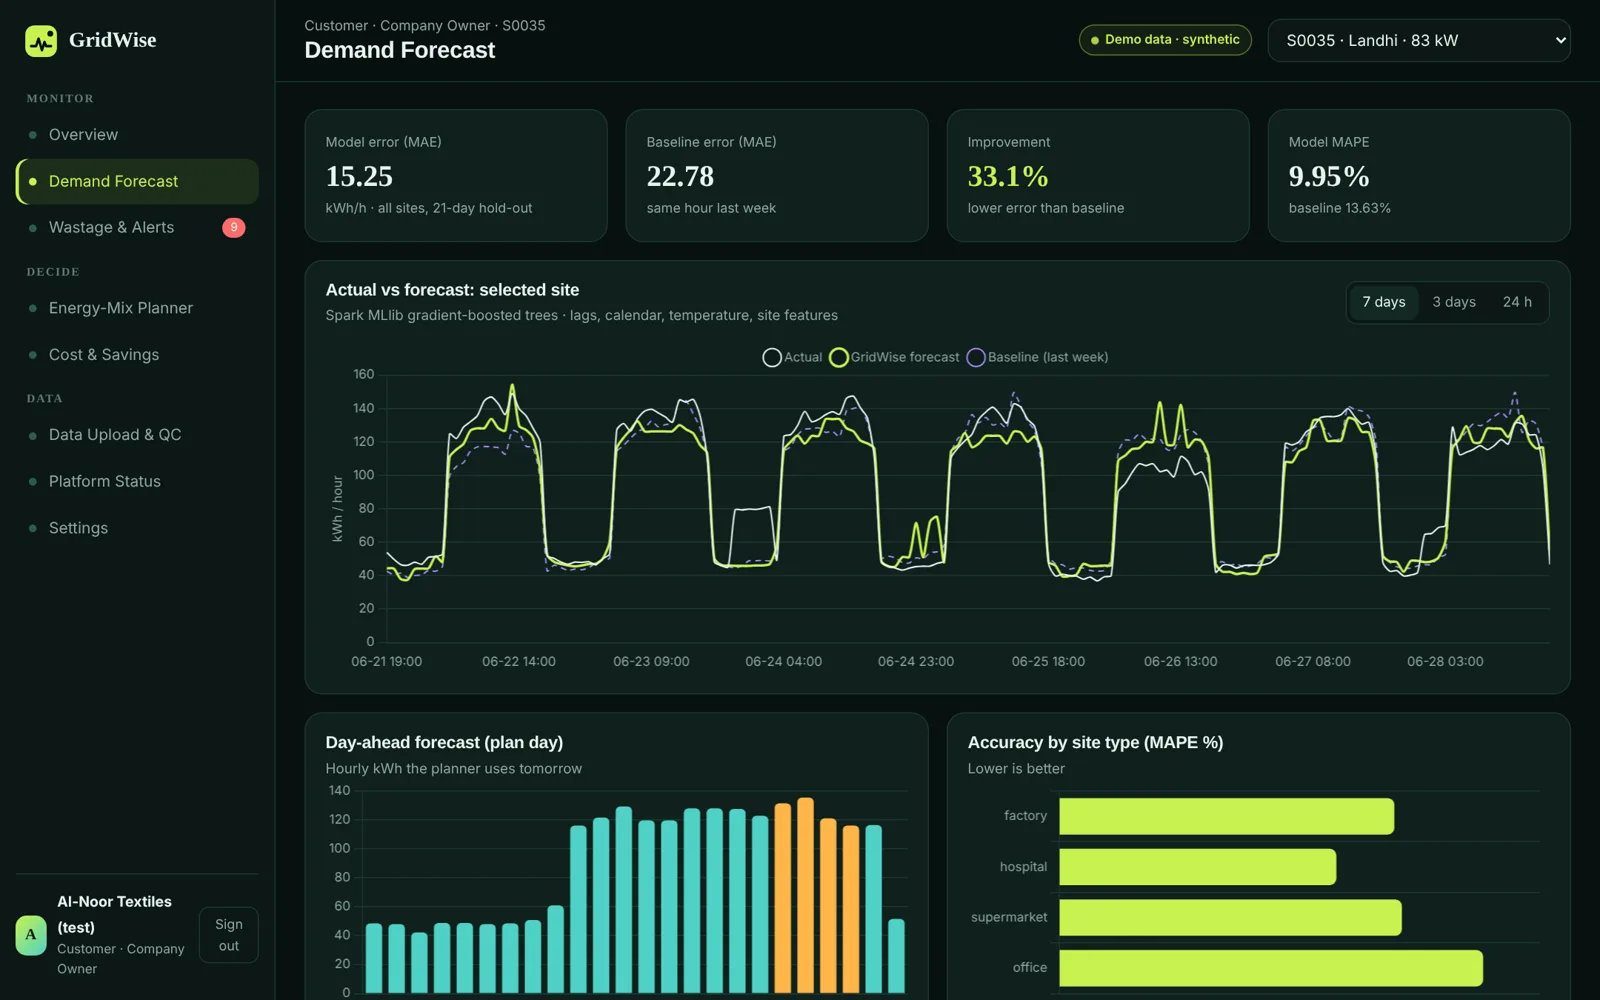 GridWise
MONITOR
Overview
Demand Forecast
Wastage & Alerts 9
DECIDE
Energy-Mix Planner
Cost & Savings
DATA
Data Upload & QC
Platform Status
Settings
A
Al-Noor Textiles
(test)
Customer · Company
Owner
Sign
out
Customer · Company Owner · S0035
Demand Forecast
Demo data · synthetic
S0035 · Landhi · 83 kW
Model error (MAE)
15.25
kWh/h · all sites, 21-day hold-out
Baseline error (MAE)
22.78
same hour last week
Improvement
33.1%
lower error than baseline
Model MAPE
9.95%
baseline 13.63%
Actual vs forecast: selected site
Spark MLlib gradient-boosted trees · lags, calendar, temperature, site features
7 days 3 days 24 h
Actual GridWise forecast Baseline (last week)
kWh / hour
160
140
120
100
80
60
40
20
0
06-21 19:00 06-22 14:00 06-23 09:00 06-24 04:00 06-24 23:00 06-25 18:00 06-26 13:00 06-27 08:00 06-28 03:00
Day-ahead forecast (plan day)
Hourly kWh the planner uses tomorrow
140
120
100
80
60
40
20
0
Accuracy by site type (MAPE %)
Lower is better
factory
hospital
supermarket
office